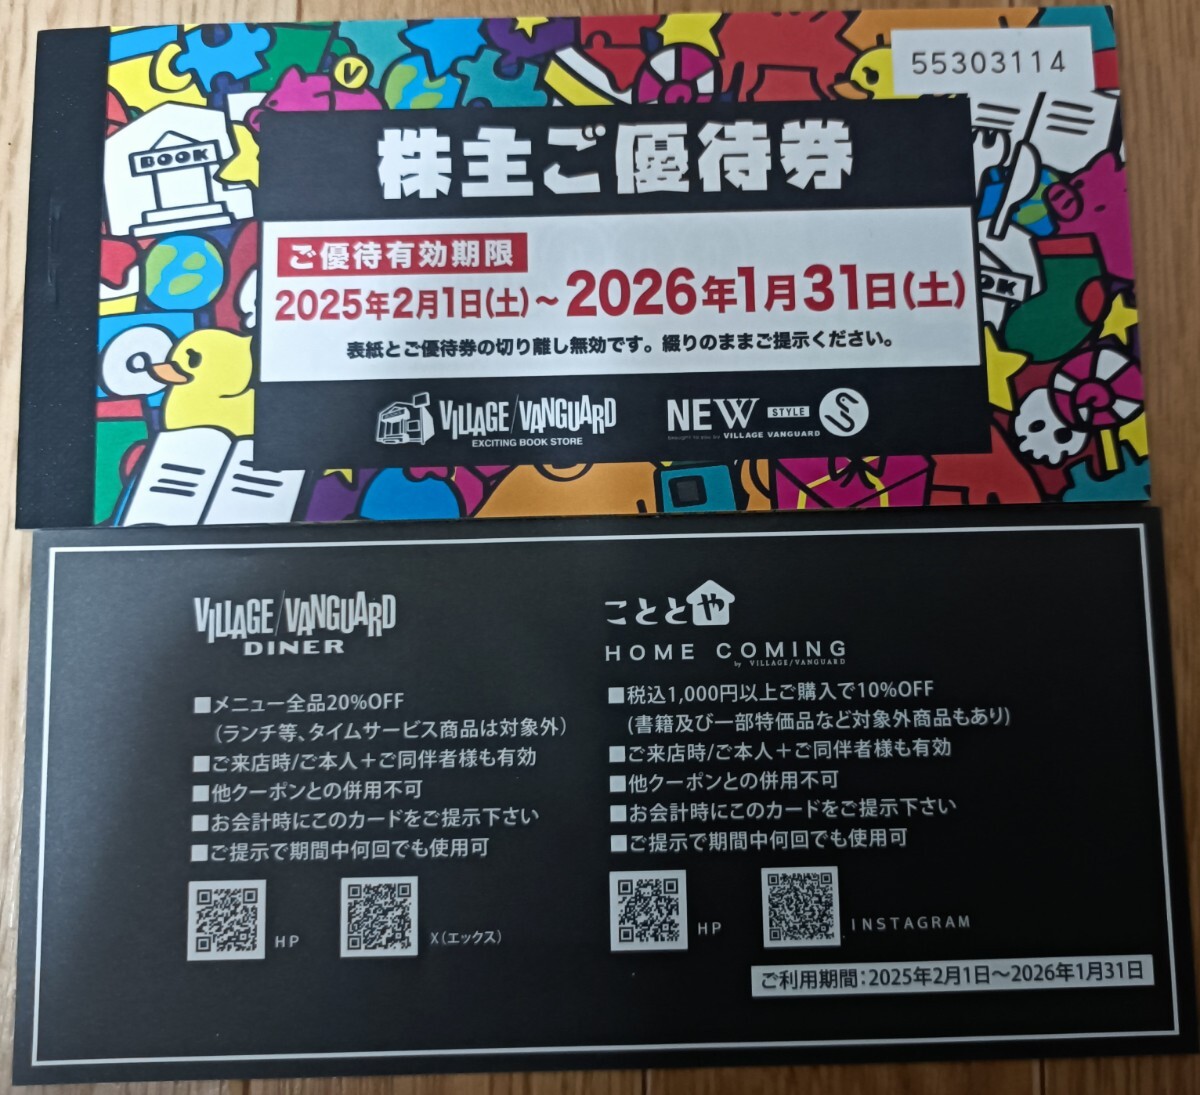 55303114
BOOK
株主ご優待券
ご優待有効期限
2025年2月1日(土)～2026年1月31日(土)
表紙とご優待券の切り離し無効です。綴りのままご提示ください。
VILLAGE/VANGUARD
EXCITING BOOK STORE
NEW STYLE
BROUGHT TO YOU BY VILLAGE VANGUARD
VILLAGE/VANGUARD
DINER
■メニュー全品20%OFF
(ランチ等、タイムサービス商品は対象外)
■ご来店時/ご本人＋ご同伴者様も有効
■他クーポンとの併用不可
■お会計時にこのカードをご提示下さい
■ご提示で期間中何回でも使用可
HP
X(エックス)
こととや
HOME COMING
by VILLAGE/VANGUARD
■税込1,000円以上ご購入で10%OFF
(書籍及び一部特価品など対象外商品もあり)
■ご来店時/ご本人＋ご同伴者様も有効
■他クーポンとの併用不可
■お会計時にこのカードをご提示下さい
■ご提示で期間中何回でも使用可
HP
INSTAGRAM
ご利用期間：2025年2月1日～2026年1月31日